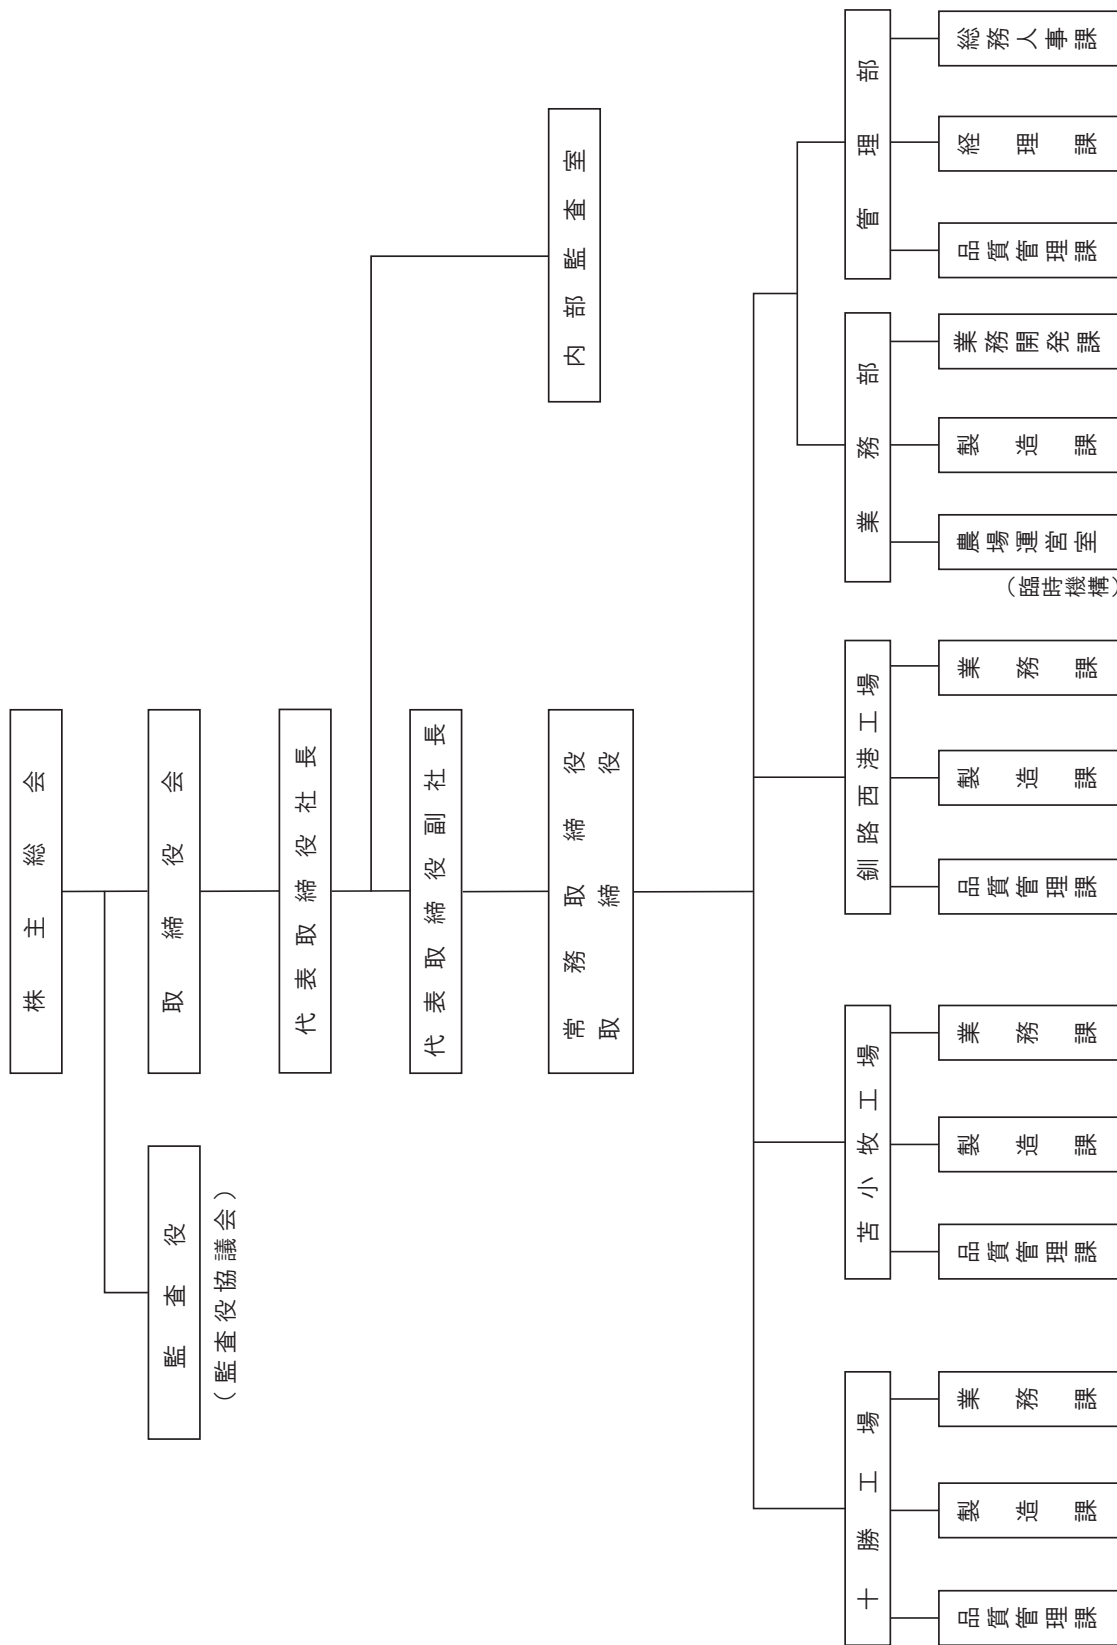 株主総会
監査役
取締役会
(監査役協議会)
代表取締役社長
代表取締役副社長
常務取締役
取締役
内部監査室
十勝工場
苫小牧工場
釧路西港工場
業務部
管理部
品質管理課
製造課
業務課
品質管理課
製造課
業務課
品質管理課
製造課
業務課
農場運営室
(臨時機構)
製造課
業務開発課
品質管理課
経理課
総務人事課